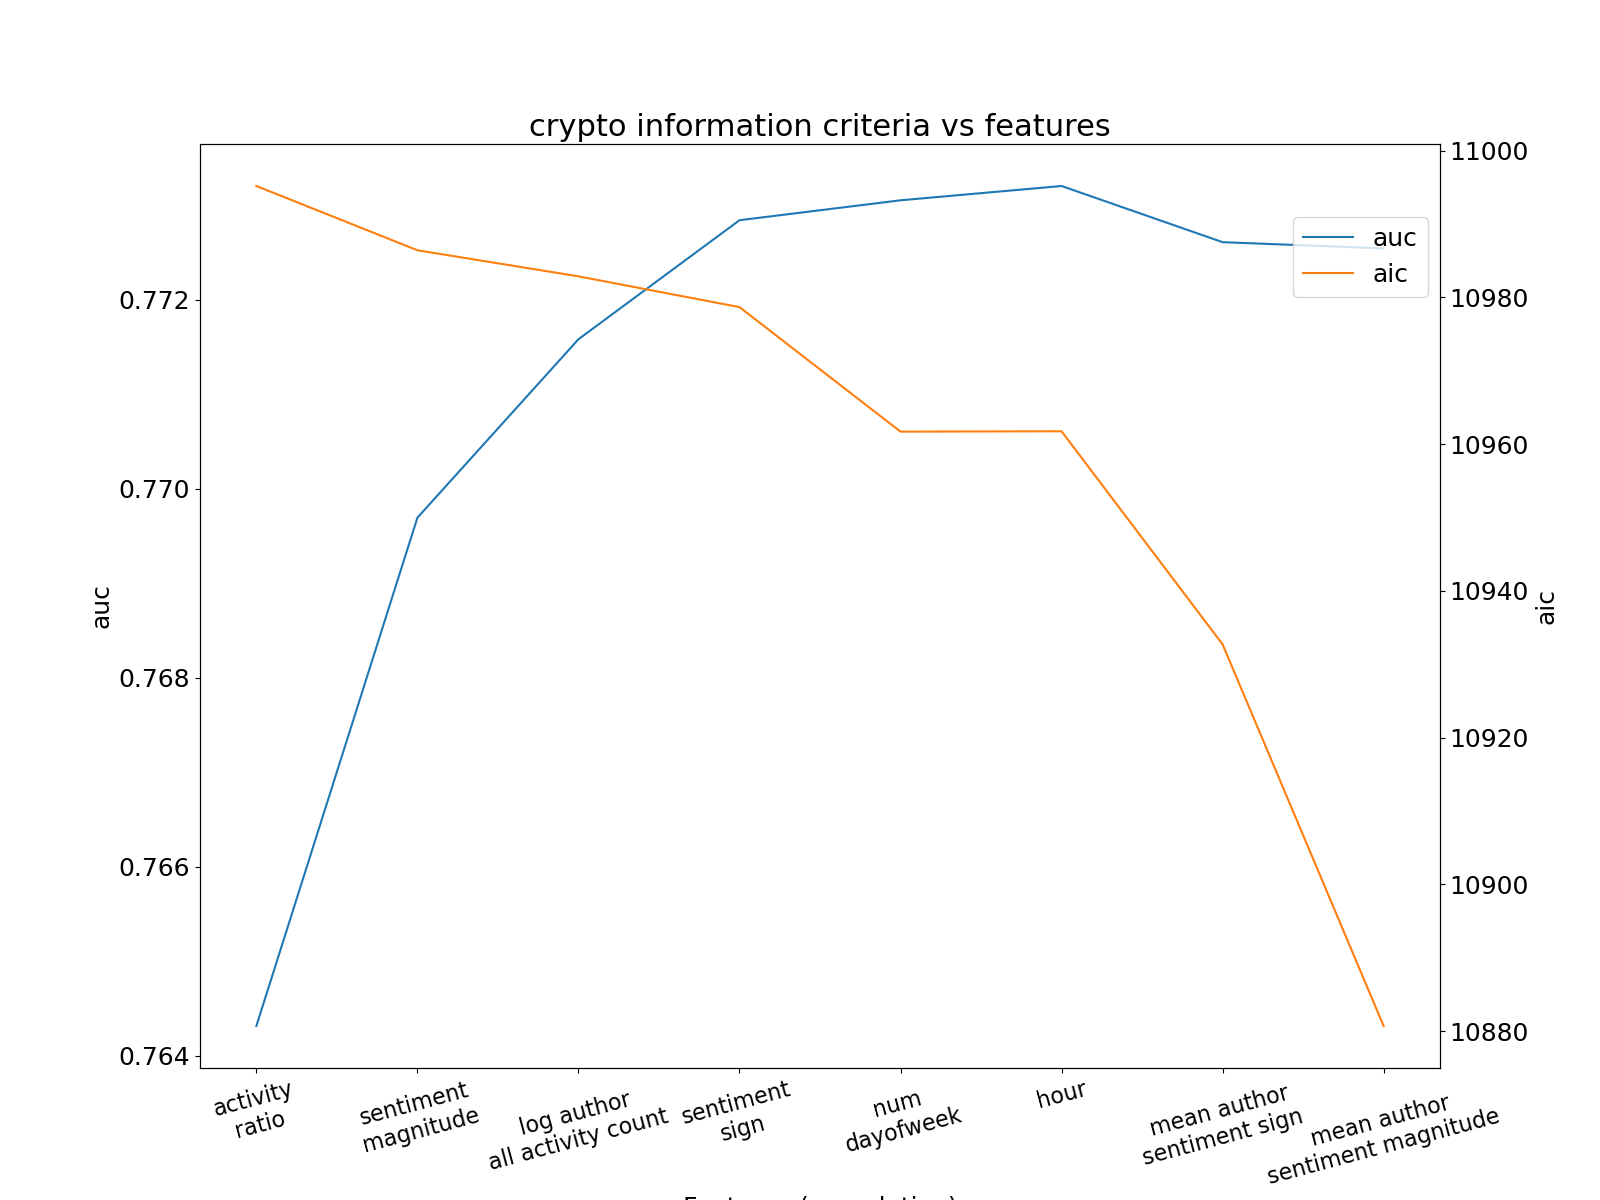 crypto information criteria vs features
11000
10980
10960
10940
10920
10900
10880
0.772
0.770
0.768
0.766
0.764
auc
aic
auc
aic
activity
ratio
sentiment
magnitude
log author
all activity count
sentiment
sign
num
dayofweek
hour
mean author
sentiment sign
mean author
sentiment magnitude